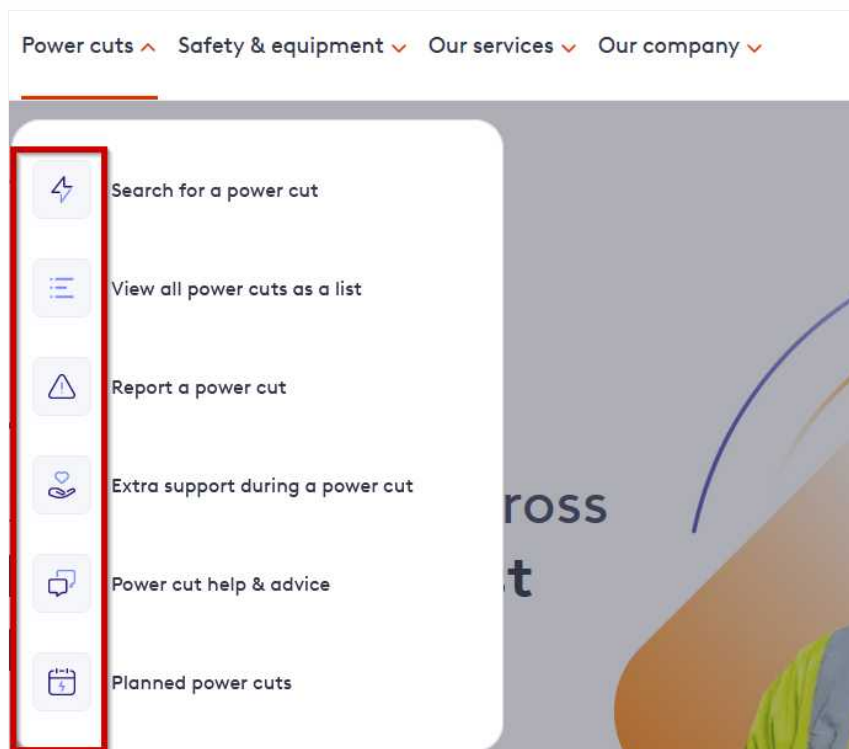 Power cuts Safety & equipment Our services Our company
Search for a power cut
View all power cuts as a list
Report a power cut
Extra support during a power cut
ross
Power cut help & advice
t
Planned power cuts